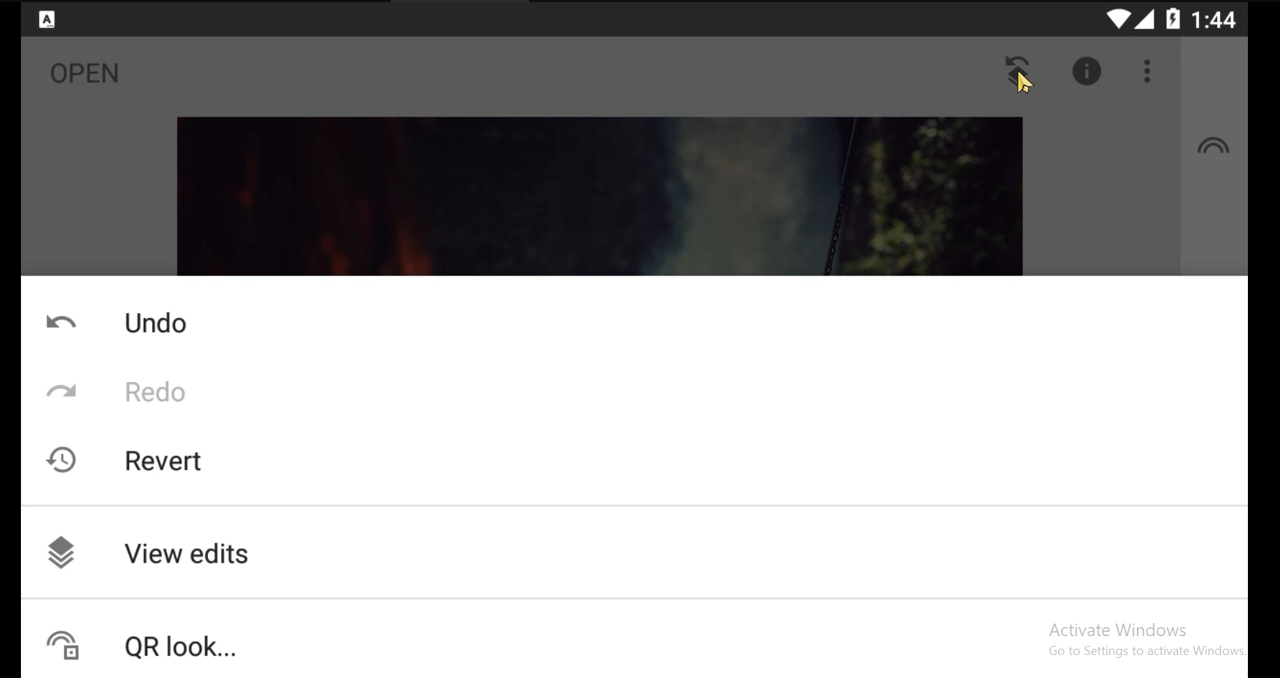 A
1:44
OPEN
Undo
Redo
Revert
View edits
QR look...
Activate Windows
Go to Settings to activate Windows.